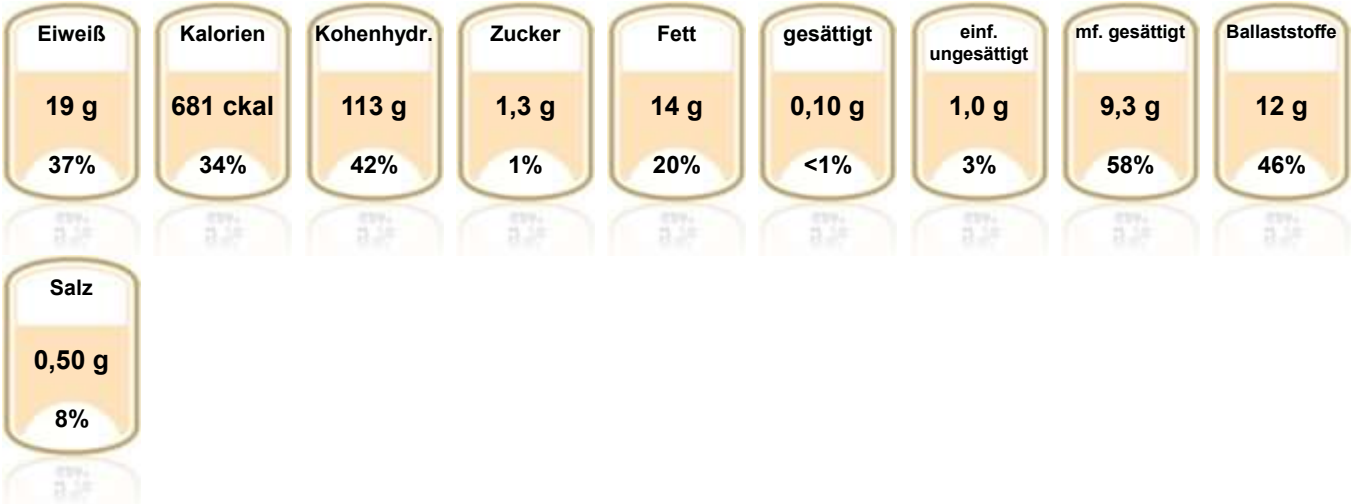 Eiweiß
19 g
37%
Kalorien
681 ckal
34%
Kohenhydr.
113 g
42%
Zucker
1,3 g
1%
Fett
14 g
20%
gesättigt
0,10 g
<1%
einf.
ungesättigt
1,0 g
3%
mf. gesättigt
9,3 g
58%
Ballaststoffe
12 g
46%
Salz
0,50 g
8%